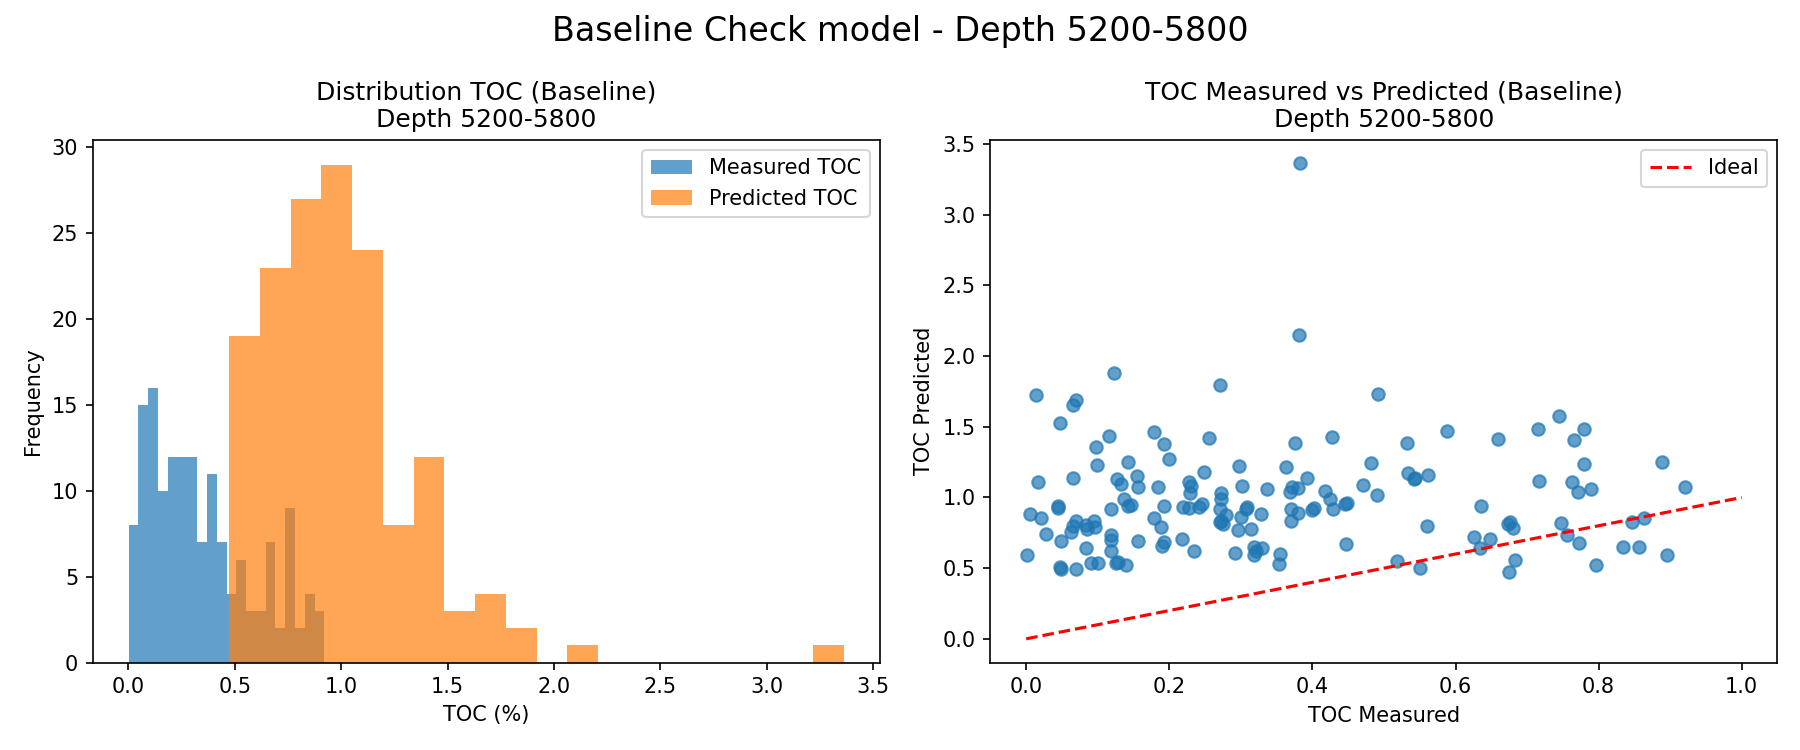 Baseline Check model - Depth 5200-5800
Distribution TOC (Baseline)
Depth 5200-5800
30
25
20
15
10
5
0
Frequency
Measured TOC
Predicted TOC
0.0 0.5 1.0 1.5 2.0 2.5 3.0 3.5
TOC (%)
TOC Measured vs Predicted (Baseline)
Depth 5200-5800
3.5
3.0
2.5
2.0
1.5
1.0
0.5
0.0
TOC Predicted
Ideal
0.0 0.2 0.4 0.6 0.8 1.0
TOC Measured